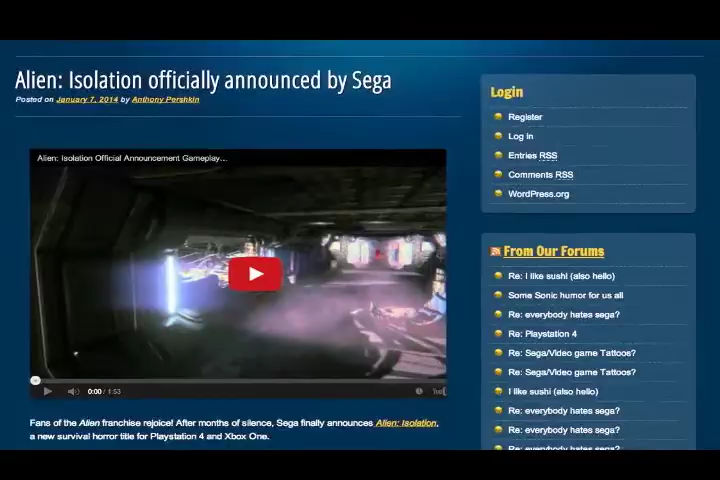 Alien: Isolation officially announced by Sega
Posted on January 7, 2014 by Anthony Pershkin
Alien: Isolation Official Announcement Gameplay...
0:00 / 1:53
Fans of the Alien franchise rejoice! After months of silence, Sega finally announces Alien: Isolation,
a new survival horror title for Playstation 4 and Xbox One.
Login
Register
Log in
Entries RSS
Comments RSS
WordPress.org
From Our Forums
Re: I like sushi (also hello)
Some Sonic humor for us all
Re: everybody hates sega?
Re: Playstation 4
Re: Sega/Video game Tattoos?
Re: Sega/Video game Tattoos?
I like sushi (also hello)
Re: everybody hates sega?
Re: everybody hates sega?
Re: everybody hates sega?